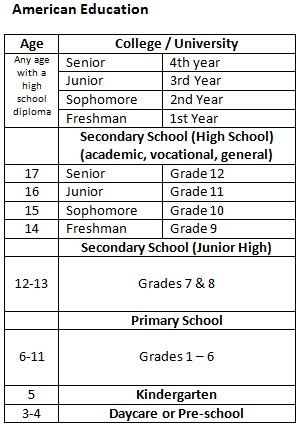 American Education
Age College / University
Any age with a high school diploma
Senior 4th year
Junior 3rd Year
Sophomore 2nd Year
Freshman 1st Year
Secondary School (High School)
(academic, vocational, general)
17 Senior Grade 12
16 Junior Grade 11
15 Sophomore Grade 10
14 Freshman Grade 9
Secondary School (Junior High)
12-13 Grades 7 & 8
Primary School
6-11 Grades 1 – 6
5 Kindergarten
3-4 Daycare or Pre-school